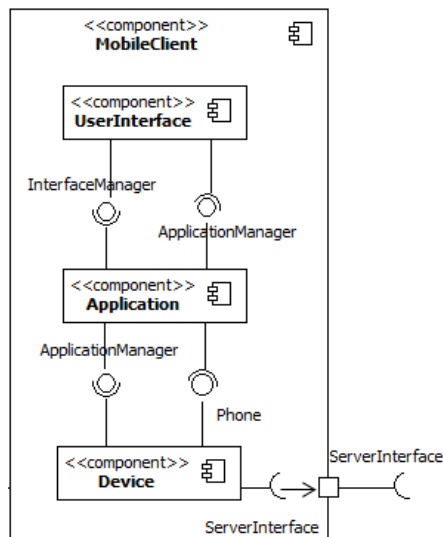 <<component>>
MobileClient
<<component>>
UserInterface
InterfaceManager
ApplicationManager
<<component>>
Application
ApplicationManager
Phone
<<component>>
Device
ServerInterface
ServerInterface